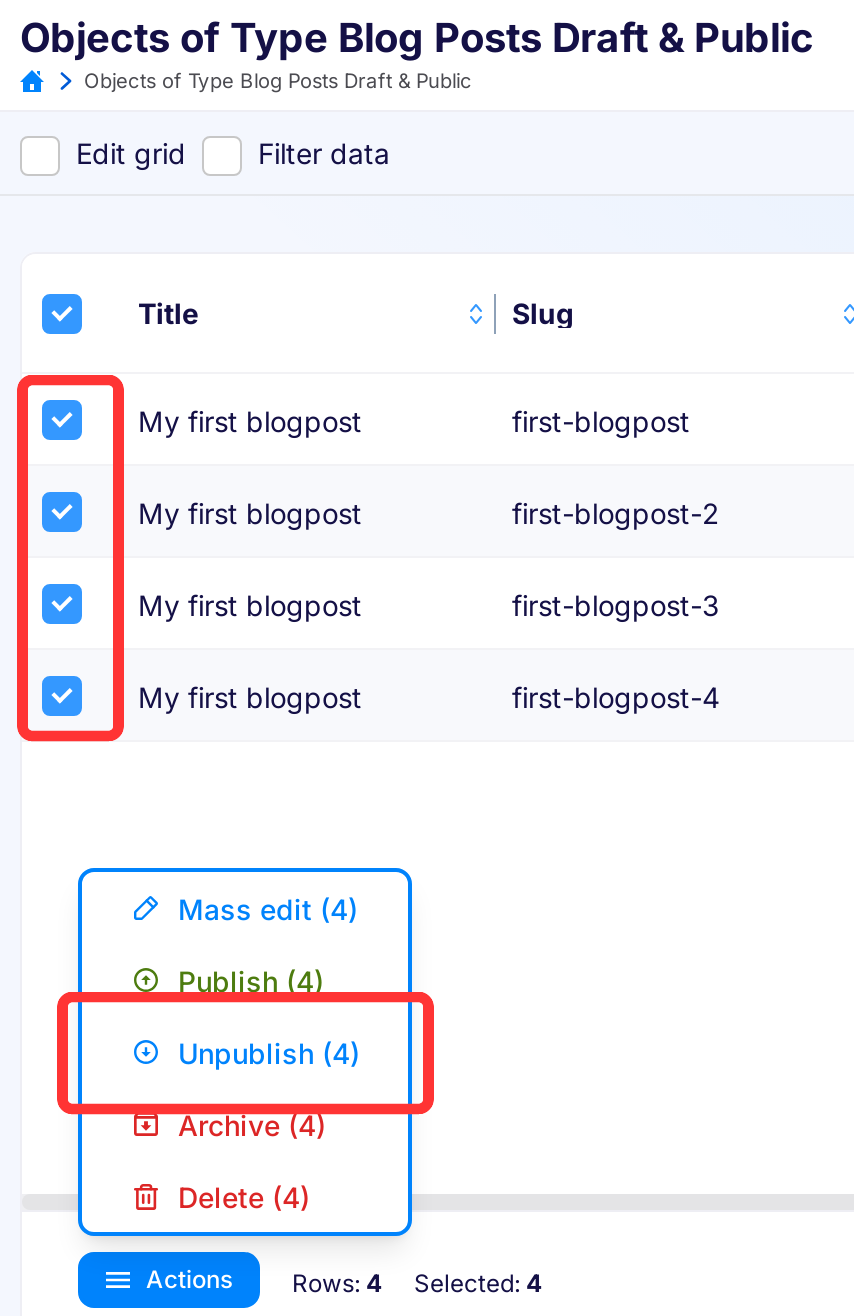 Objects of Type Blog Posts Draft & Public
Objects of Type Blog Posts Draft & Public
Edit grid Filter data
Title Slug
My first blogpost first-blogpost
My first blogpost first-blogpost-2
My first blogpost first-blogpost-3
My first blogpost first-blogpost-4
Mass edit (4)
Publish (4)
Unpublish (4)
Archive (4)
Delete (4)
Actions Rows: 4 Selected: 4